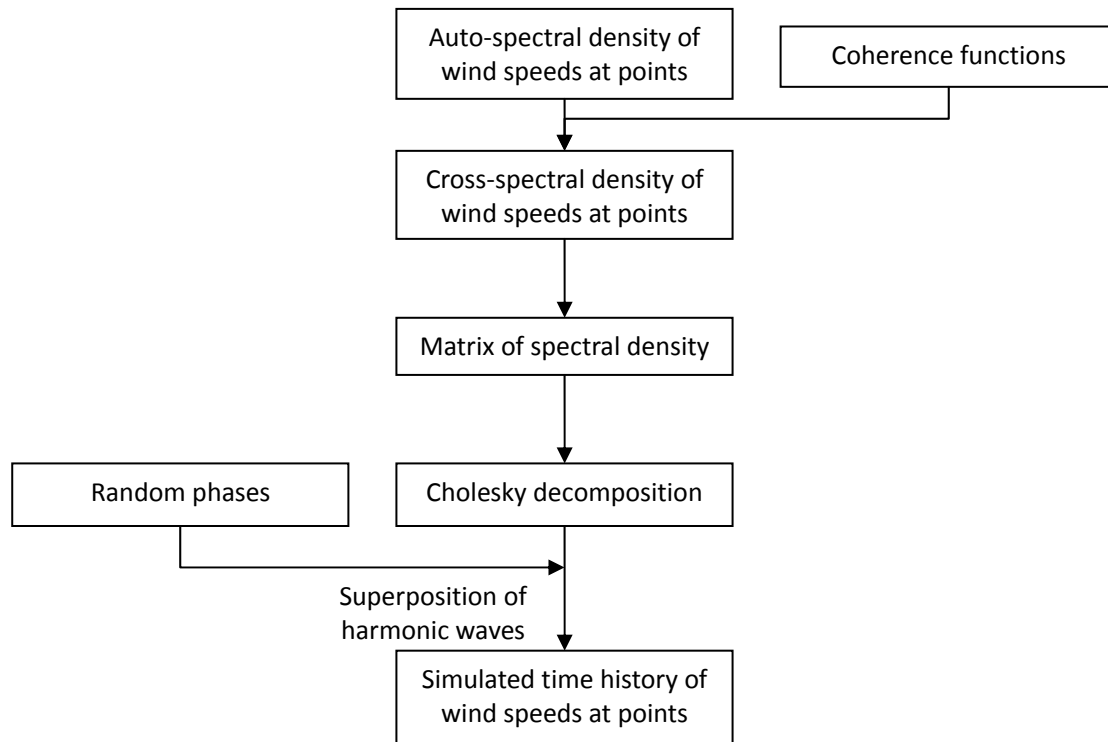 Auto-spectral density of
wind speeds at points
Coherence functions
Cross-spectral density of
wind speeds at points
Matrix of spectral density
Random phases
Cholesky decomposition
Superposition of
harmonic waves
Simulated time history of
wind speeds at points